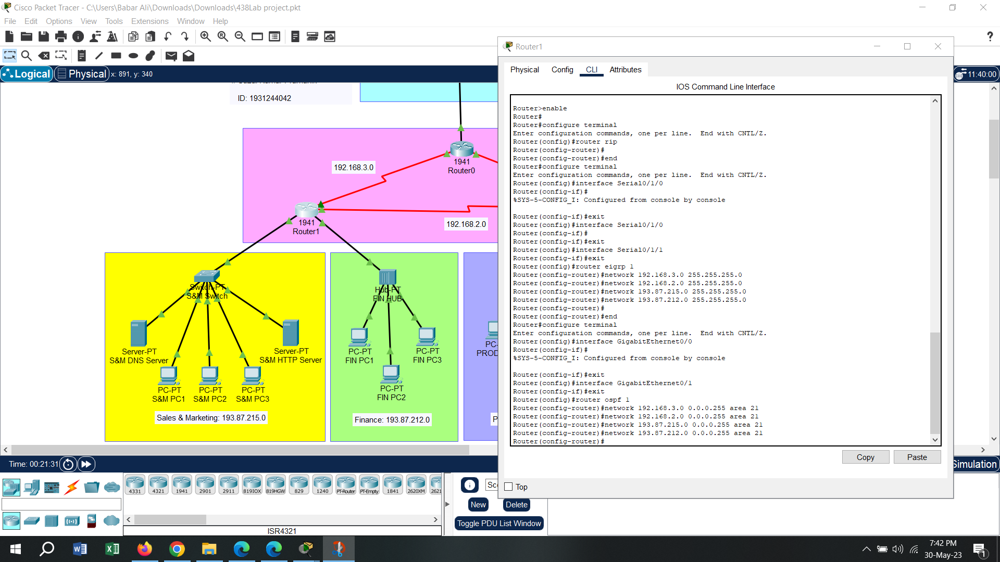 Cisco Packet Tracer - C:\Users\Babar Ali\Downloads\Downloads\438Lab project.pkt
File Edit Options View Tools Extensions Window Help
Logical Physical x: 891, y: 340
11:40:00
ID: 1931244042
192.168.3.0
1941
Router0
1941
Router1
192.168.2.0
Switch-PT
S&M Switch
Hub-PT
FIN HUB
Server-PT
S&M DNS Server
Server-PT
S&M HTTP Server
PC-PT
S&M PC1
PC-PT
S&M PC2
PC-PT
S&M PC3
Sales & Marketing: 193.87.215.0
PC-PT
FIN PC1
PC-PT
FIN PC2
PC-PT
FIN PC3
Finance: 193.87.212.0
PC-
PROD
P
Router1
Physical Config CLI Attributes
IOS Command Line Interface
Router>enable
Router#
Router#configure terminal
Enter configuration commands, one per line. End with CNTL/Z.
Router(config)#router rip
Router(config-router)#
Router(config-router)#end
Router#configure terminal
Enter configuration commands, one per line. End with CNTL/Z.
Router(config)#interface Serial0/1/0
Router(config-if)#
%SYS-5-CONFIG_I: Configured from console by console
Router(config-if)#exit
Router(config)#interface Serial0/1/0
Router(config-if)#
Router(config-if)#exit
Router(config)#interface Serial0/1/1
Router(config-if)#exit
Router(config)#router eigrp 1
Router(config-router)#network 192.168.3.0 255.255.255.0
Router(config-router)#network 192.168.2.0 255.255.255.0
Router(config-router)#network 193.87.215.0 255.255.255.0
Router(config-router)#network 193.87.212.0 255.255.255.0
Router(config-router)#
Router(config-router)#end
Router#configure terminal
Enter configuration commands, one per line. End with CNTL/Z.
Router(config)#interface GigabitEthernet0/0
Router(config-if)#
%SYS-5-CONFIG_I: Configured from console by console
Router(config-if)#exit
Router(config)#interface GigabitEthernet0/1
Router(config-if)#exit
Router(config)#router ospf 1
Router(config-router)#network 192.168.3.0 0.0.0.255 area 21
Router(config-router)#network 192.168.2.0 0.0.0.255 area 21
Router(config-router)#network 193.87.215.0 0.0.0.255 area 21
Router(config-router)#network 193.87.212.0 0.0.0.255 area 21
Router(config-router)#
Copy Paste
Top
Time: 00:21:31
Simulation
4331 4321 1941 2901 2911 819IOX 819HGW 829 1240 PT-Router PT-Empty 1841 2620XM 2621
Sc
New Delete
Toggle PDU List Window
ISR4321
7:42 PM
30-May-23
1